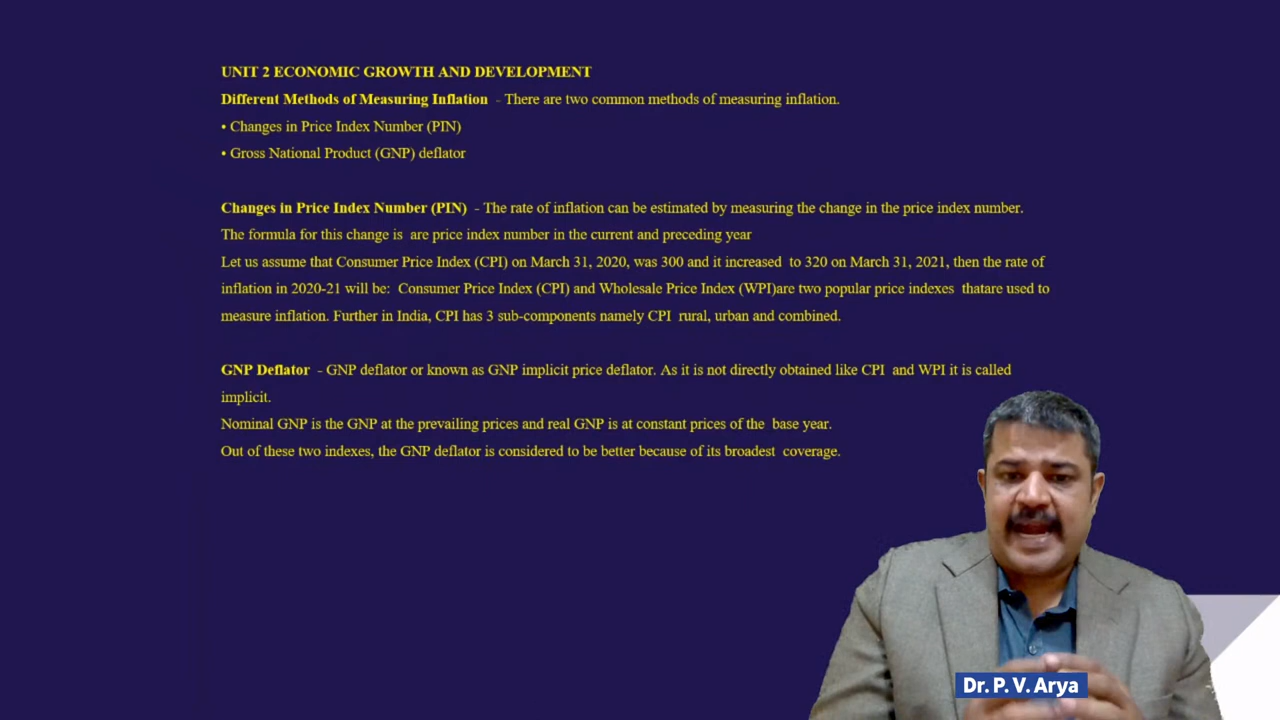 UNIT 2 ECONOMIC GROWTH AND DEVELOPMENT
Different Methods of Measuring Inflation - There are two common methods of measuring inflation.
• Changes in Price Index Number (PIN)
• Gross National Product (GNP) deflator
Changes in Price Index Number (PIN) - The rate of inflation can be estimated by measuring the change in the price index number.
The formula for this change is are price index number in the current and preceding year
Let us assume that Consumer Price Index (CPI) on March 31, 2020, was 300 and it increased to 320 on March 31, 2021, then the rate of
inflation in 2020-21 will be: Consumer Price Index (CPI) and Wholesale Price Index (WPI)are two popular price indexes thatare used to
measure inflation. Further in India, CPI has 3 sub-components namely CPI rural, urban and combined.
GNP Deflator - GNP deflator or known as GNP implicit price deflator. As it is not directly obtained like CPI and WPI it is called
implicit.
Nominal GNP is the GNP at the prevailing prices and real GNP is at constant prices of the base year.
Out of these two indexes, the GNP deflator is considered to be better because of its broadest coverage.
Dr. P. V. Arya